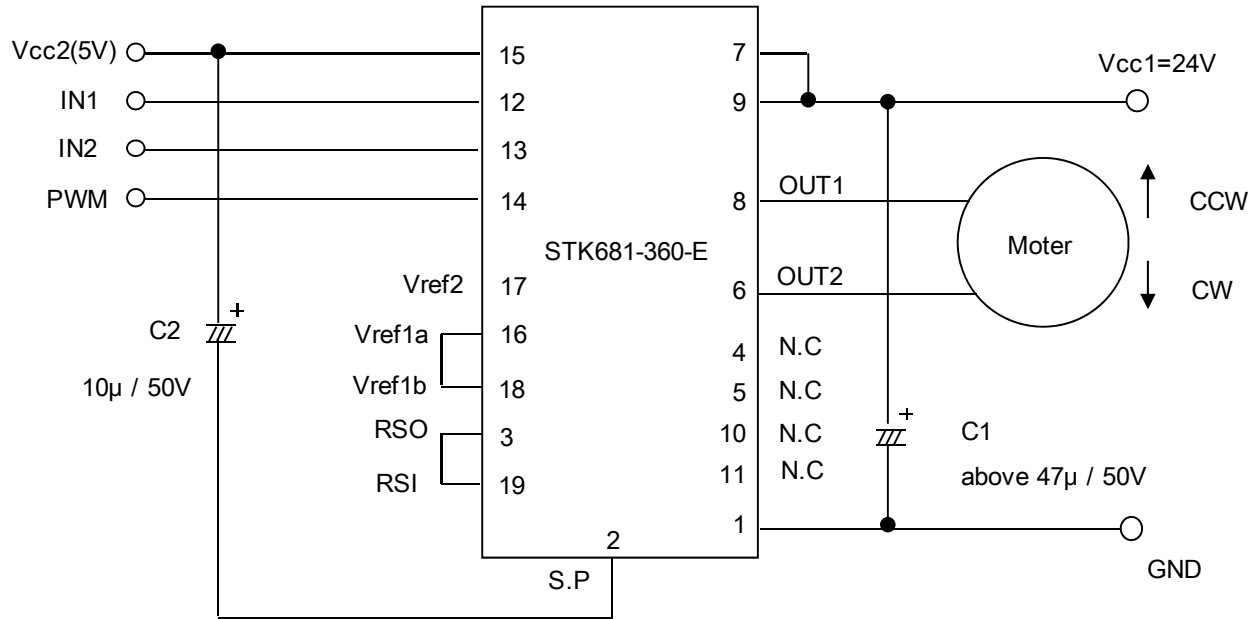 Vcc2(5V)
IN1
IN2
PWM
15
12
13
14
Vref2
17
Vref1a
16
Vref1b
18
RSO
3
RSI
19
C2
+
10µ / 50V
STK681-360-E
2
S.P
7
9
8
6
4
5
10
11
1
Vcc1=24V
OUT1
OUT2
N.C
N.C
N.C
N.C
Moter
CCW
CW
+
C1
above 47µ / 50V
GND